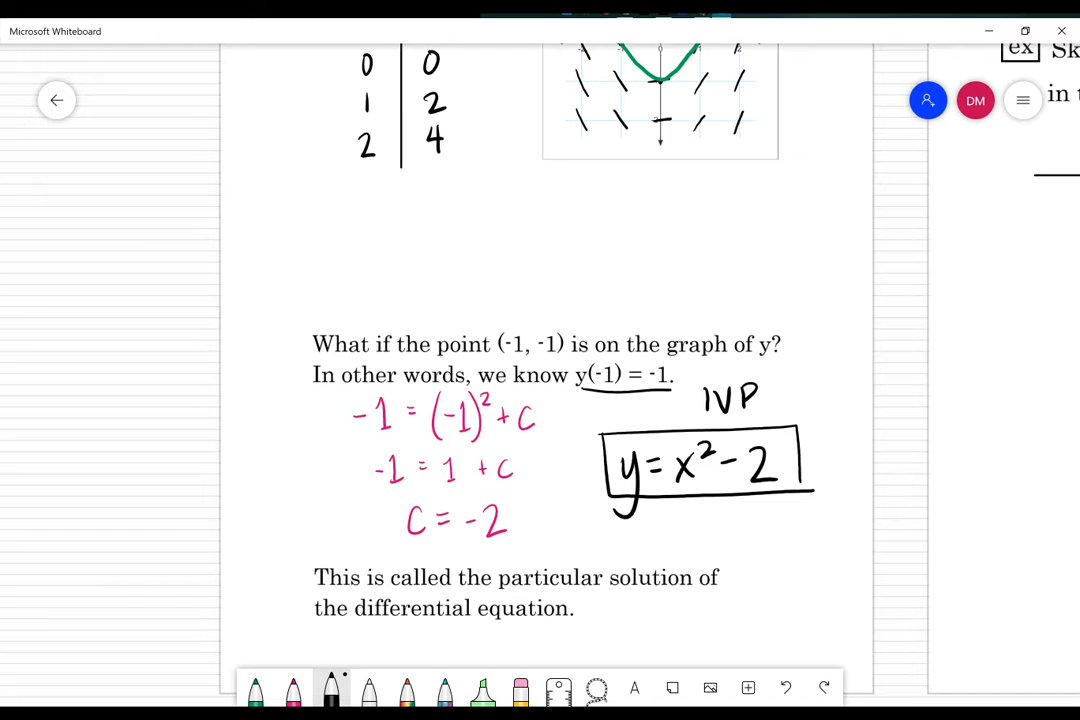 Microsoft Whiteboard
ex Sk
0 0
1 2
2 4
DM
in t
What if the point (-1, -1) is on the graph of y?
In other words, we know y(-1) = -1.
IVP
-1 = (-1)² + C
-1 = 1 + C
C = -2
y = x² - 2
This is called the particular solution of
the differential equation.
A